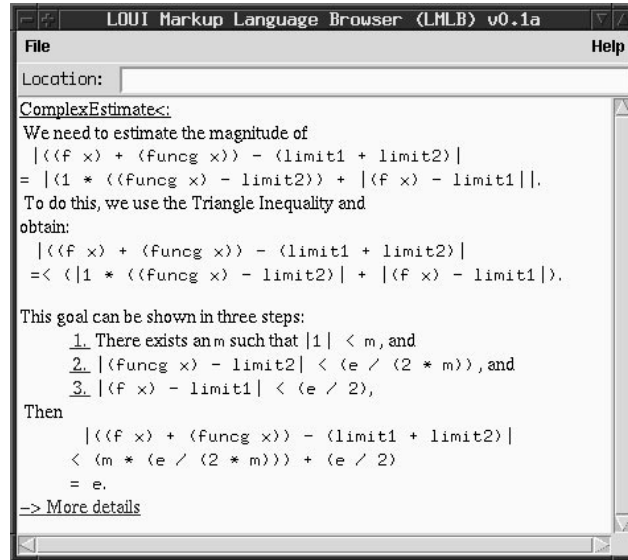 LOUI Markup Language Browser (LMLB) v0.1a
File Help
Location:
ComplexEstimate<:
We need to estimate the magnitude of
|((f x) + (funcg x)) - (limit1 + limit2)|
= |(1 * ((funcg x) - limit2)) + |(f x) - limit1||.
To do this, we use the Triangle Inequality and
obtain:
|((f x) + (funcg x)) - (limit1 + limit2)|
=< (|1 * ((funcg x) - limit2)| + |(f x) - limit1|).
This goal can be shown in three steps:
1. There exists an m such that |1| < m, and
2. |(funcg x) - limit2| < (e / (2 * m)), and
3. |(f x) - limit1| < (e / 2),
Then
|((f x) + (funcg x)) - (limit1 + limit2)|
< (m * (e / (2 * m))) + (e / 2)
= e.
-> More details